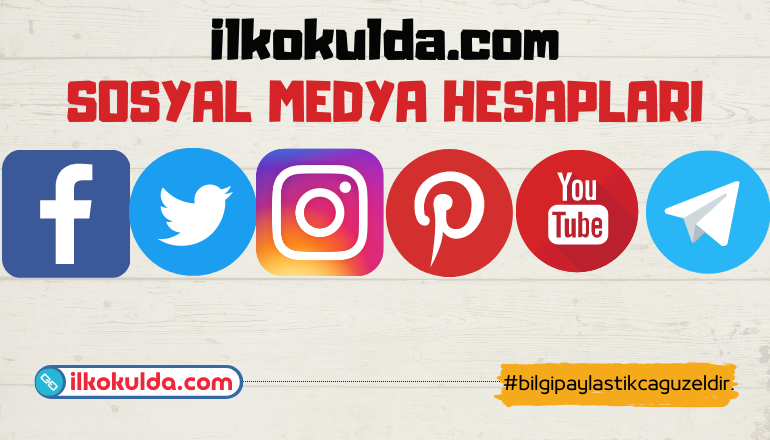 ilkokulda.com
SOSYAL MEDYA HESAPLARI
You
Tube
ilkokulda.com
#bilgipaylastikcaguzeldir.